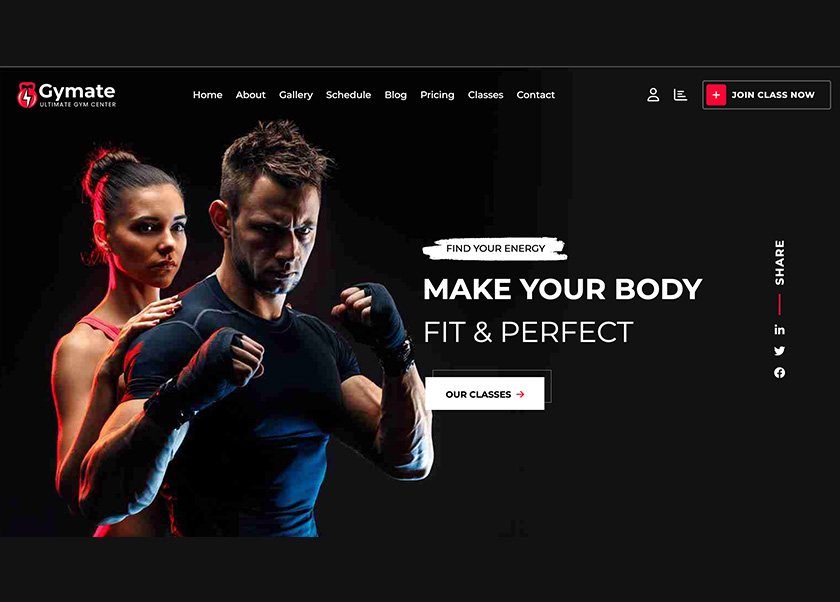 Gymate
ULTIMATE GYM CENTER
Home About Gallery Schedule Blog Pricing Classes Contact
+ JOIN CLASS NOW
FIND YOUR ENERGY
MAKE YOUR BODY
FIT & PERFECT
OUR CLASSES →
SHARE
in